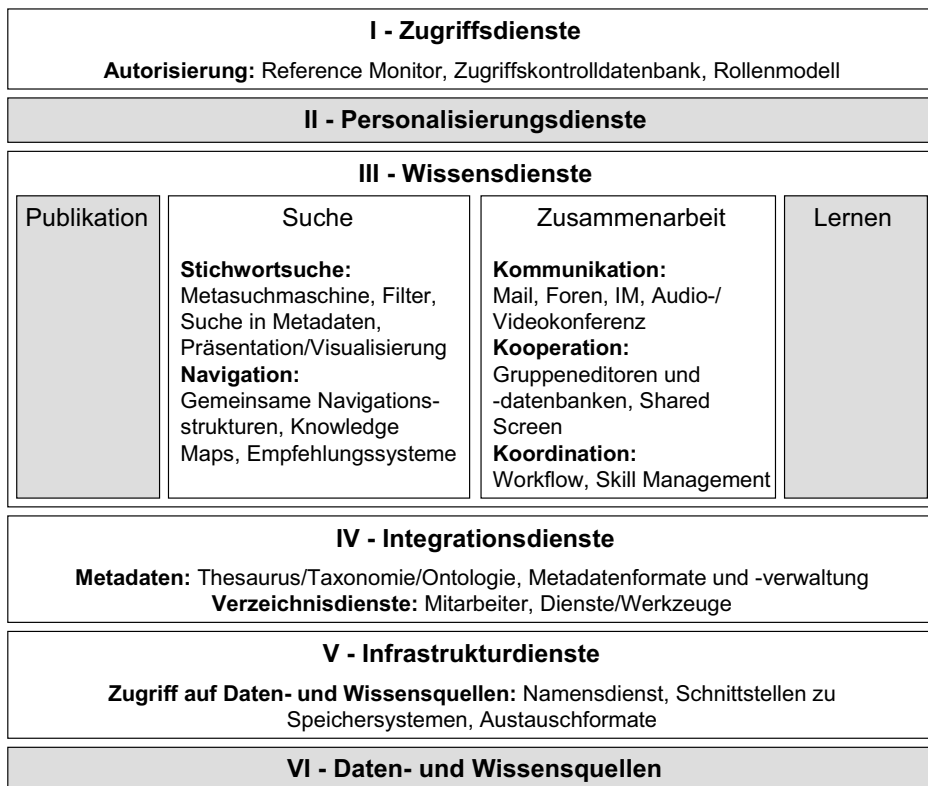 I - Zugriffsdienste
Autorisierung: Reference Monitor, Zugriffskontrolldatenbank, Rollenmodell
II - Personalisierungsdienste
III - Wissensdienste
Publikation
Suche
Stichwortsuche:
Metasuchmaschine, Filter,
Suche in Metadaten,
Präsentation/Visualisierung
Navigation:
Gemeinsame Navigations-
strukturen, Knowledge
Maps, Empfehlungssysteme
Zusammenarbeit
Kommunikation:
Mail, Foren, IM, Audio-/
Videokonferenz
Kooperation:
Gruppeneditoren und
-datenbanken, Shared
Screen
Koordination:
Workflow, Skill Management
Lernen
IV - Integrationsdienste
Metadaten: Thesaurus/Taxonomie/Ontologie, Metadatenformate und -verwaltung
Verzeichnisdienste: Mitarbeiter, Dienste/Werkzeuge
V - Infrastrukturdienste
Zugriff auf Daten- und Wissensquellen: Namensdienst, Schnittstellen zu
Speichersystemen, Austauschformate
VI - Daten- und Wissensquellen